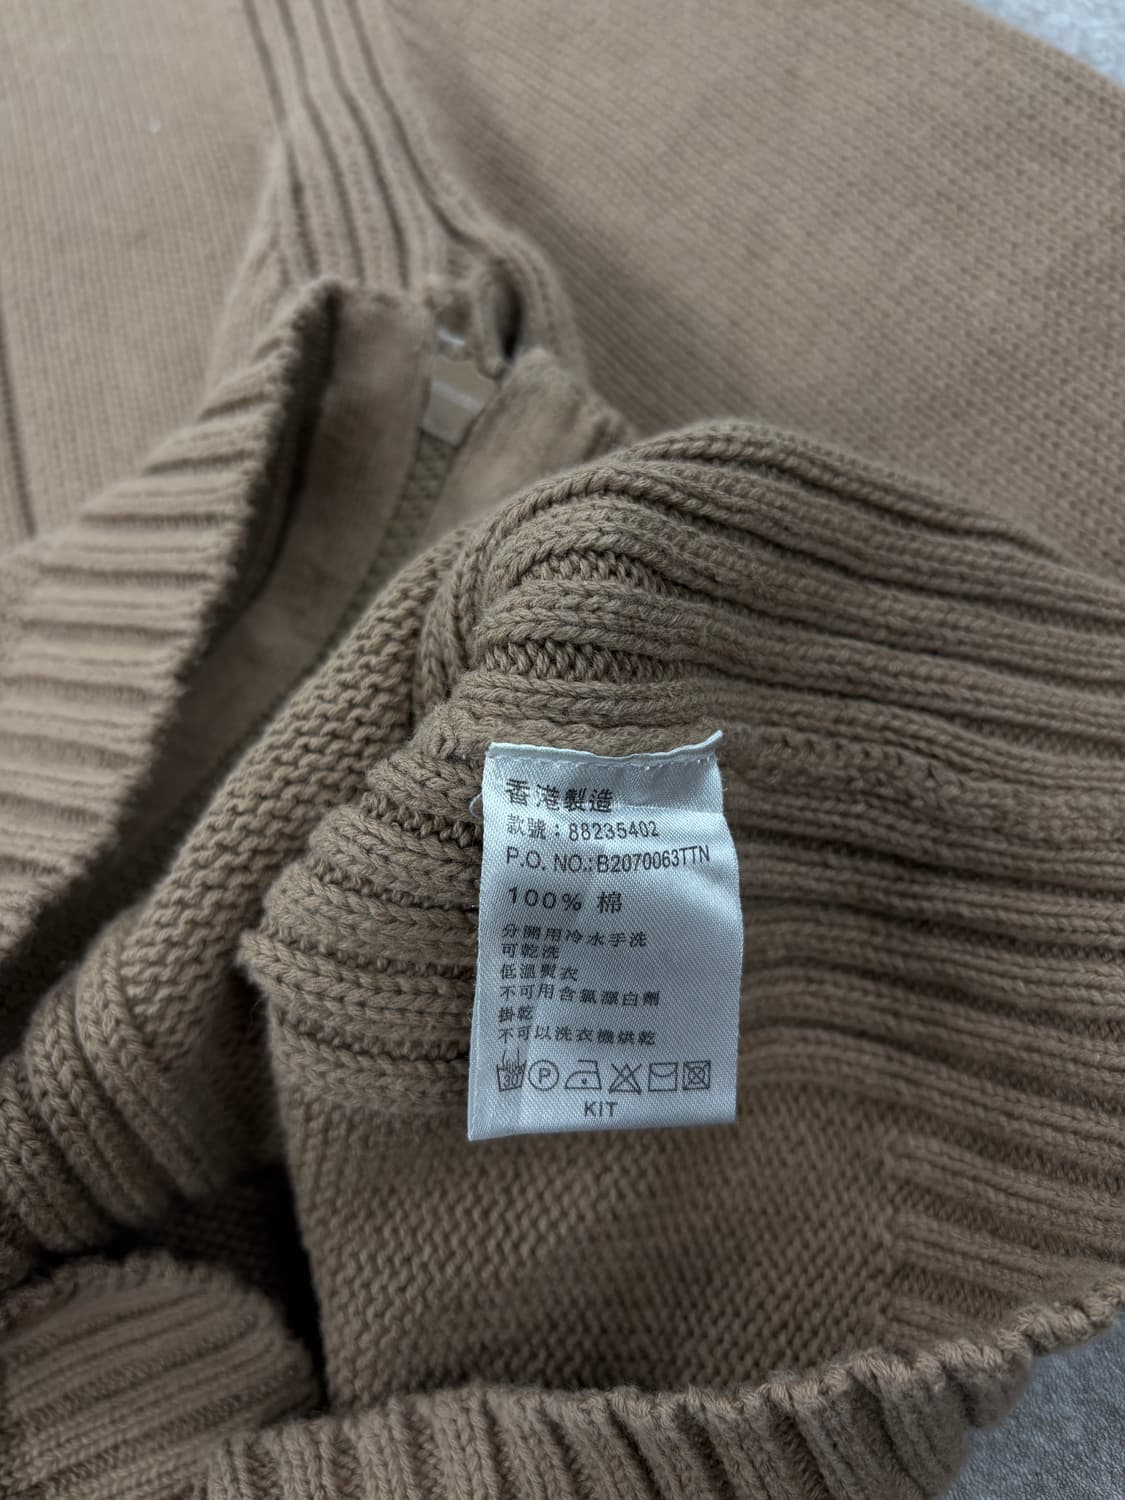 香港製造
款號：88235402
P.O. NO.:B2070063TTN
100% 棉
分開用冷水手洗
可乾洗
低溫熨衣
不可用含氯漂白劑
掛乾
不可以洗衣機烘乾
30 P
KIT